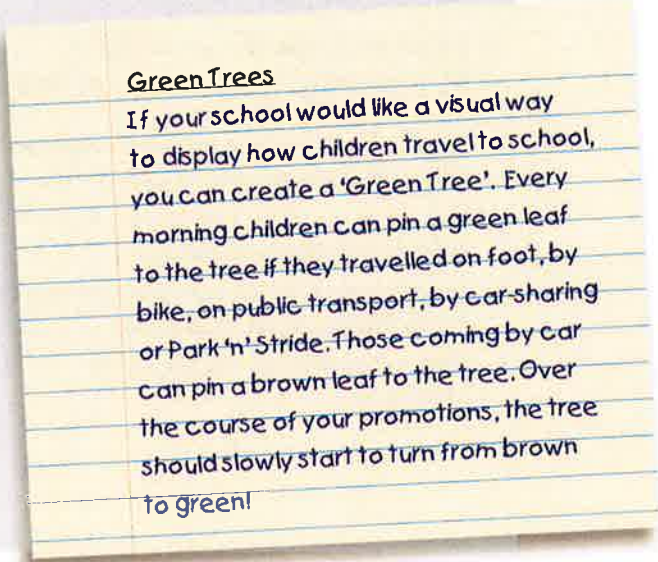 Green Trees
If your school would like a visual way
to display how children travel to school,
you can create a 'Green Tree'. Every
morning children can pin a green leaf
to the tree if they travelled on foot, by
bike, on public transport, by car-sharing
or Park 'n' Stride. Those coming by car
can pin a brown leaf to the tree. Over
the course of your promotions, the tree
should slowly start to turn from brown
to green!